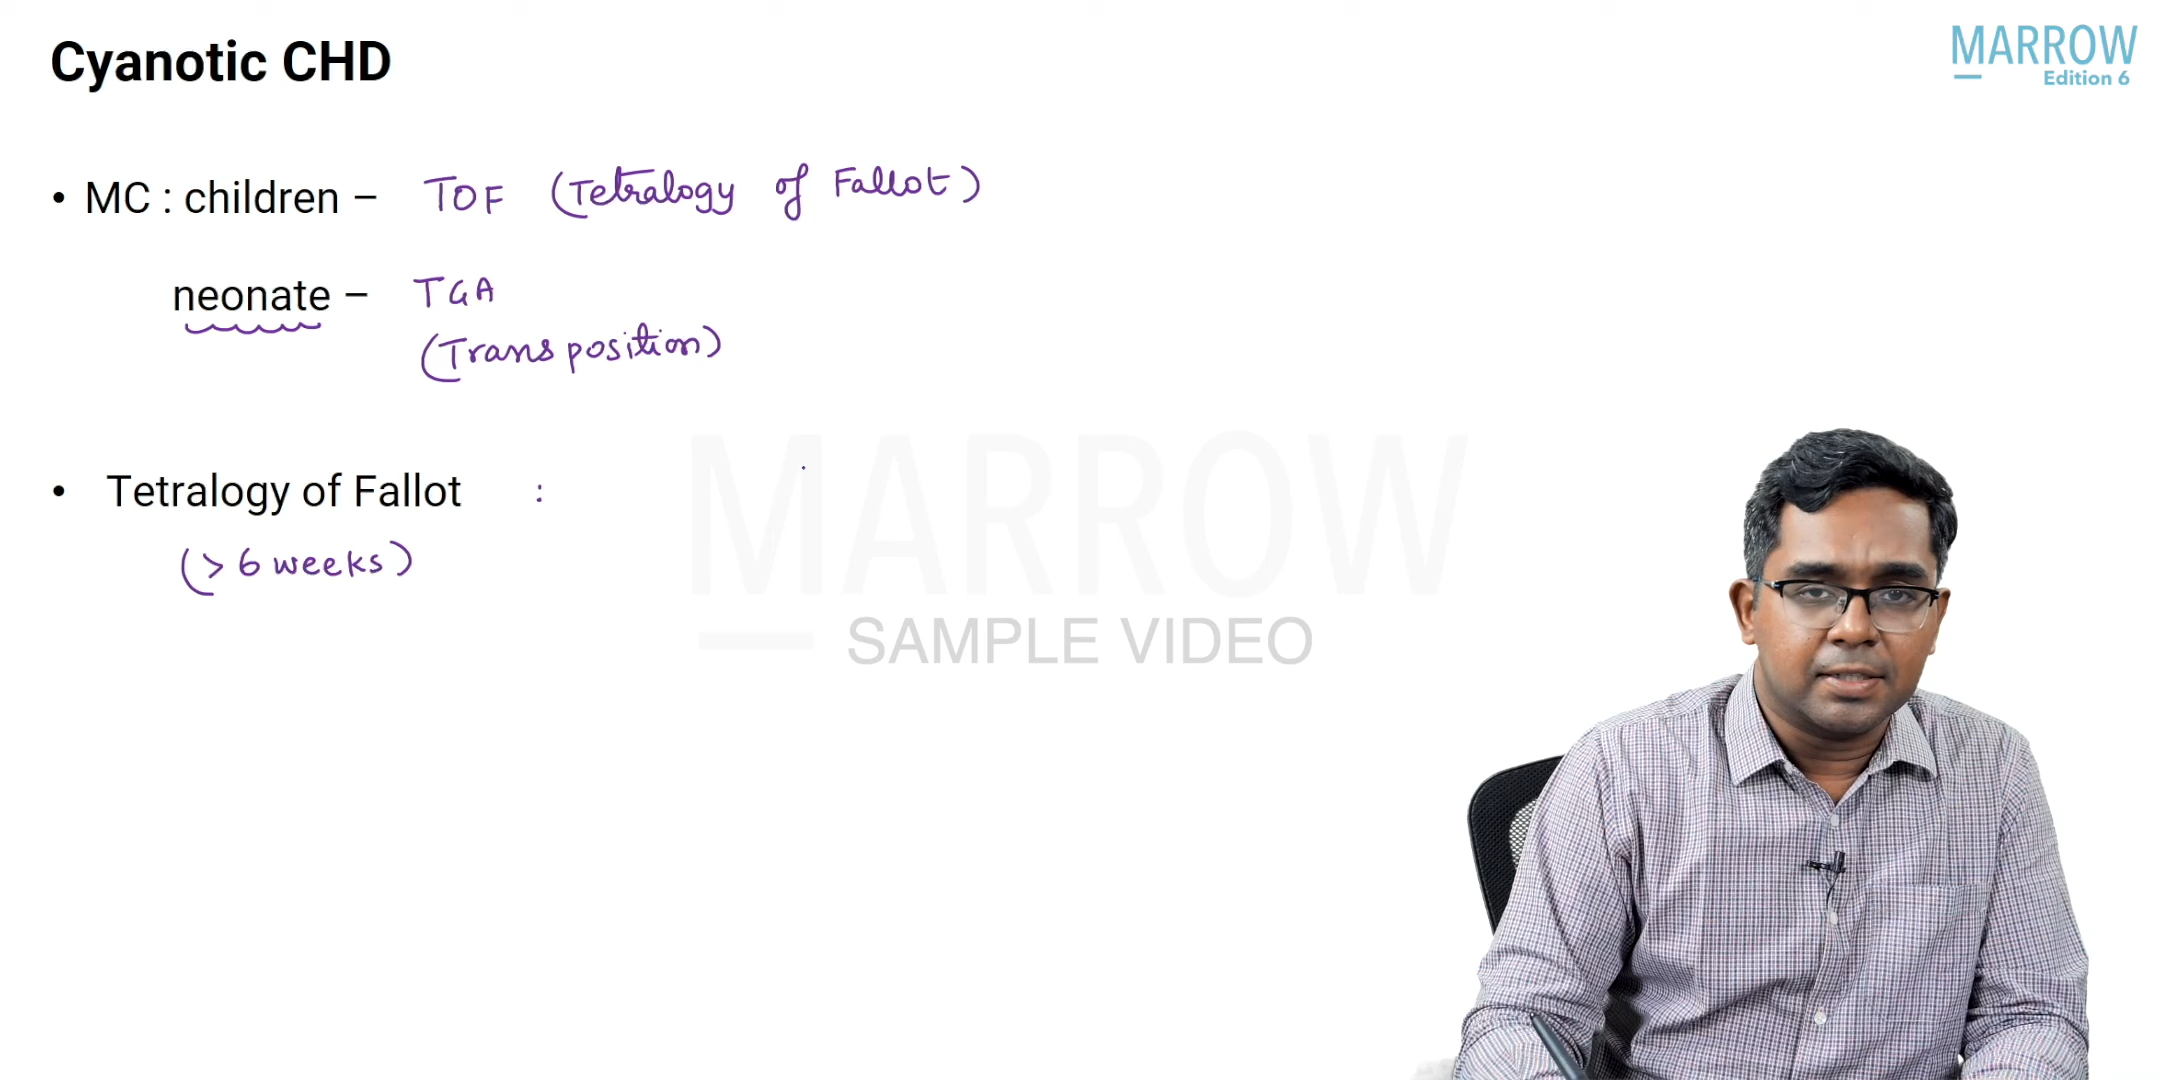 Cyanotic CHD
MARROW
Edition 6
• MC : children – TOF (Tetralogy of Fallot)
neonate – TGA
(Transposition)
• Tetralogy of Fallot :
(> 6 weeks)
MARROW
SAMPLE VIDEO